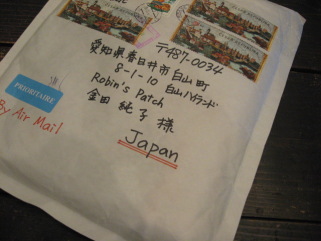 〒487-0034
愛知県春日井市白山町
8-1-10 白山ハイランド
Robin's Patch
金田 純子 様
Japan
PRIORITAIRE
By Air Mail